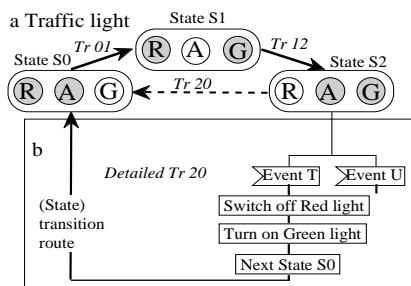 a Traffic light
State S1
Tr 01
R A G
Tr 12
State S0
State S2
R A G
Tr 20
R A G
b
Detailed Tr 20
Event T
Event U
(State)
transition
route
Switch off Red light
Turn on Green light
Next State S0